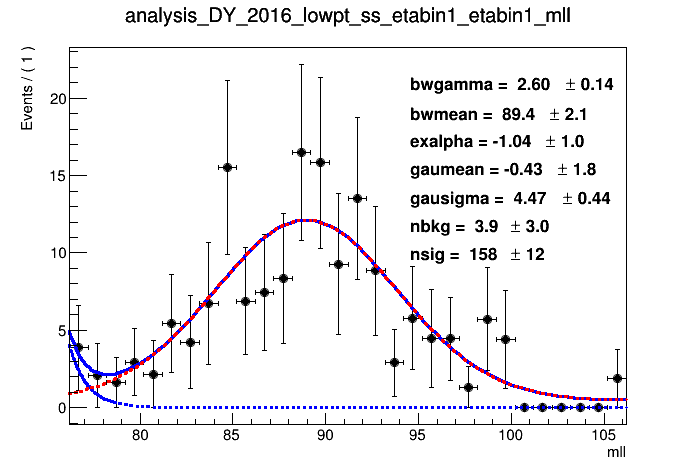 analysis_DY_2016_lowpt_ss_etabin1_etabin1_mll
Events / ( 1 )
bwgamma = 2.60 ± 0.14
bwmean = 89.4 ± 2.1
exalpha = -1.04 ± 1.0
gaumean = -0.43 ± 1.8
gausigma = 4.47 ± 0.44
nbkg = 3.9 ± 3.0
nsig = 158 ± 12
20
15
10
5
0
80 85 90 95 100 105
mll